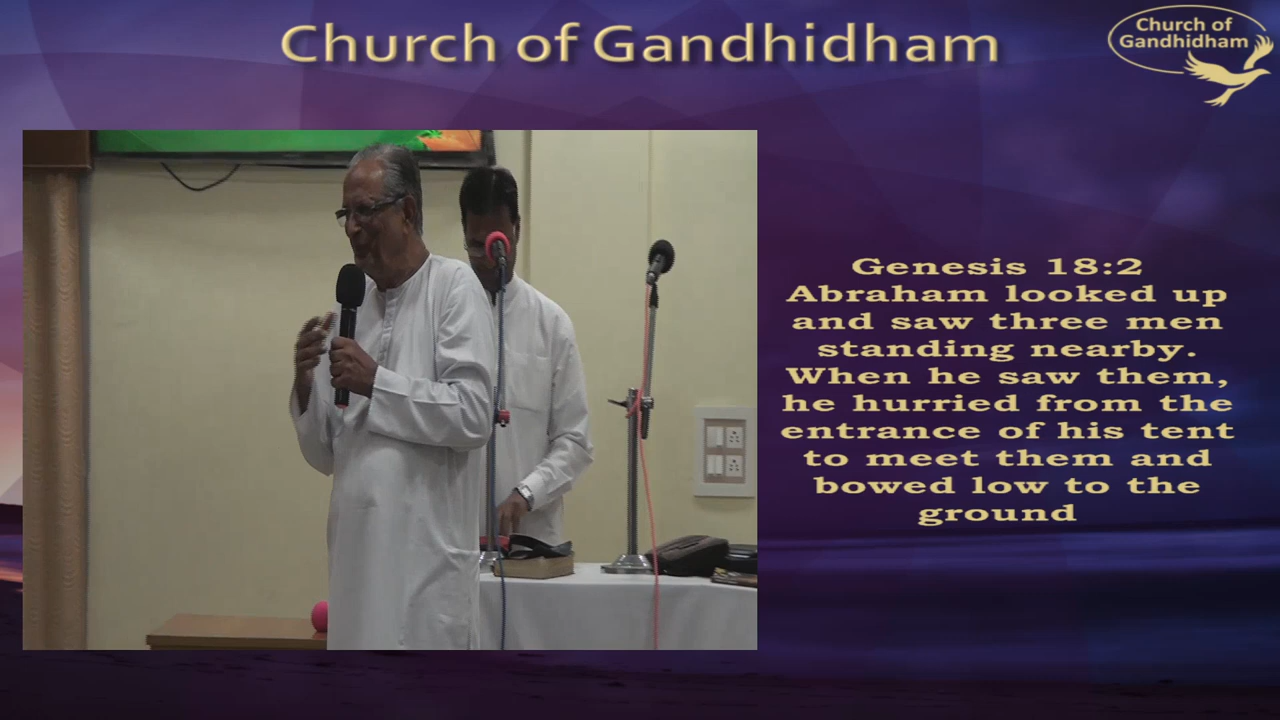 Church of Gandhidham
Church of
Gandhidham
Genesis 18:2
Abraham looked up
and saw three men
standing nearby.
When he saw them,
he hurried from the
entrance of his tent
to meet them and
bowed low to the
ground